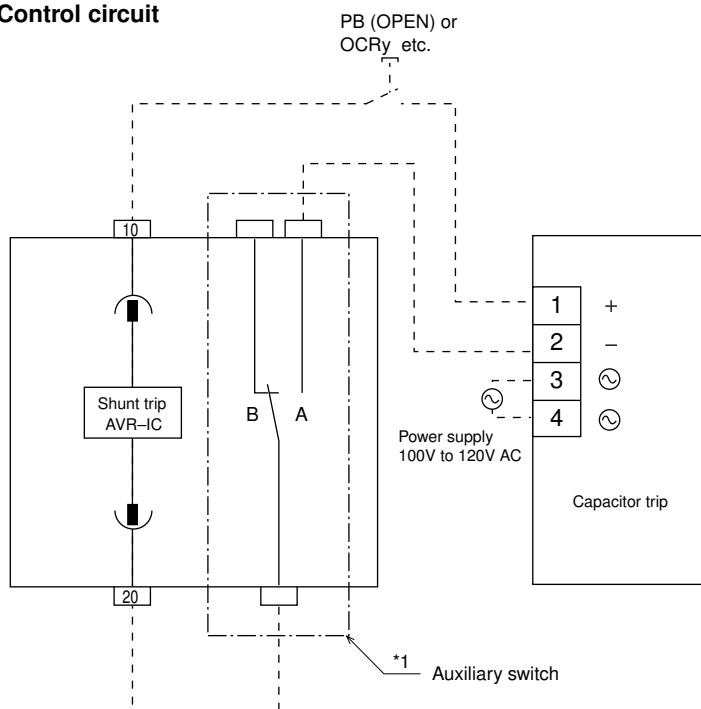 Control circuit
PB (OPEN) or
OCRy etc.
10
1 +
2 −
3
4
Shunt trip
AVR–IC
B A
Power supply
100V to 120V AC
Capacitor trip
20
*1
Auxiliary switch